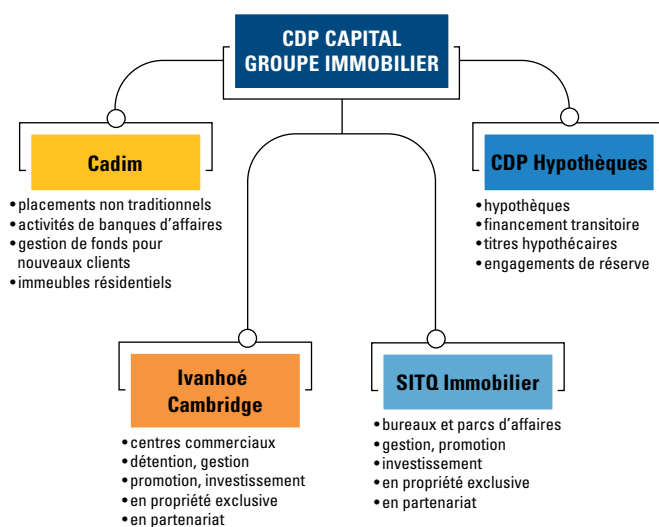 CDP CAPITAL
GROUPE IMMOBILIER
Cadim
• placements non traditionnels
• activités de banques d'affaires
• gestion de fonds pour
nouveaux clients
• immeubles résidentiels
CDP Hypothèques
• hypothèques
• financement transitoire
• titres hypothécaires
• engagements de réserve
Ivanhoé
Cambridge
• centres commerciaux
• détention, gestion
• promotion, investissement
• en propriété exclusive
• en partenariat
SITQ Immobilier
• bureaux et parcs d'affaires
• gestion, promotion
• investissement
• en propriété exclusive
• en partenariat